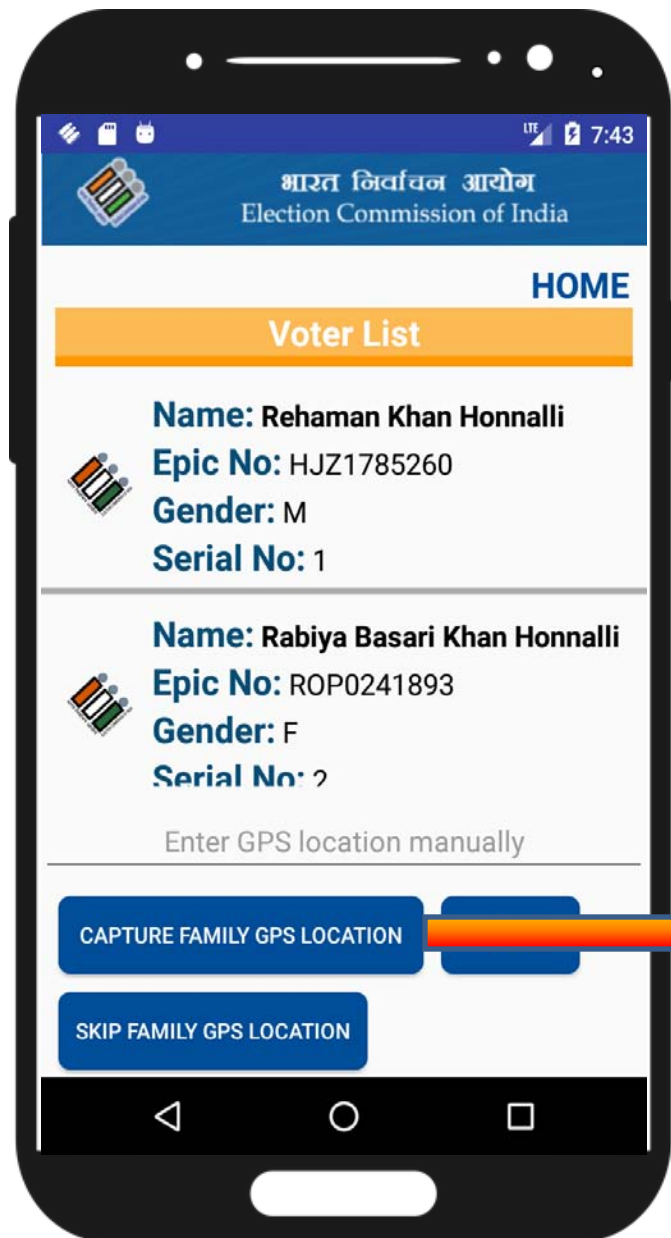 LTE 7:43
भारत निर्वाचन आयोग
Election Commission of India
HOME
Voter List
Name: Rehaman Khan Honnalli
Epic No: HJZ1785260
Gender: M
Serial No: 1
Name: Rabiya Basari Khan Honnalli
Epic No: ROP0241893
Gender: F
Serial No: 2
Enter GPS location manually
CAPTURE FAMILY GPS LOCATION
SKIP FAMILY GPS LOCATION